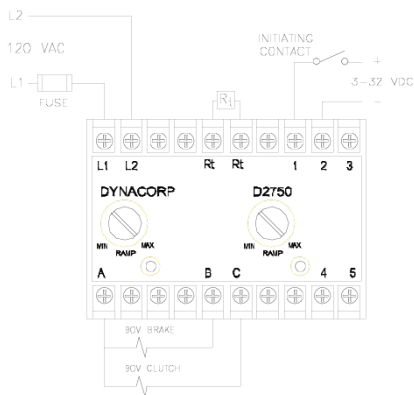 L2
120 VAC
L1
FUSE
INITIATING
CONTACT
+
3-32 VDC
−
Rt
L1 L2 Rt Rt 1 2 3
DYNACORP D2750
MIN RAMP MAX MIN RAMP MAX
A B C 4 5
90V BRAKE
90V CLUTCH